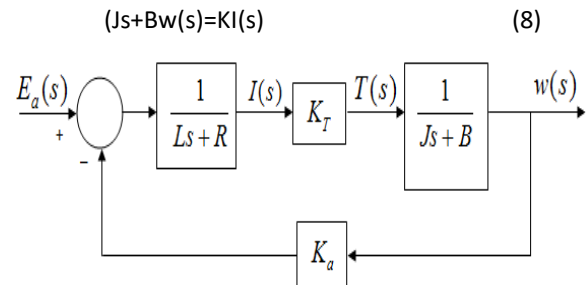 (Js+Bw(s)=KI(s) (8)
E_a(s) + − 1/(Ls+R) I(s) K_T T(s) 1/(Js+B) w(s)
K_a